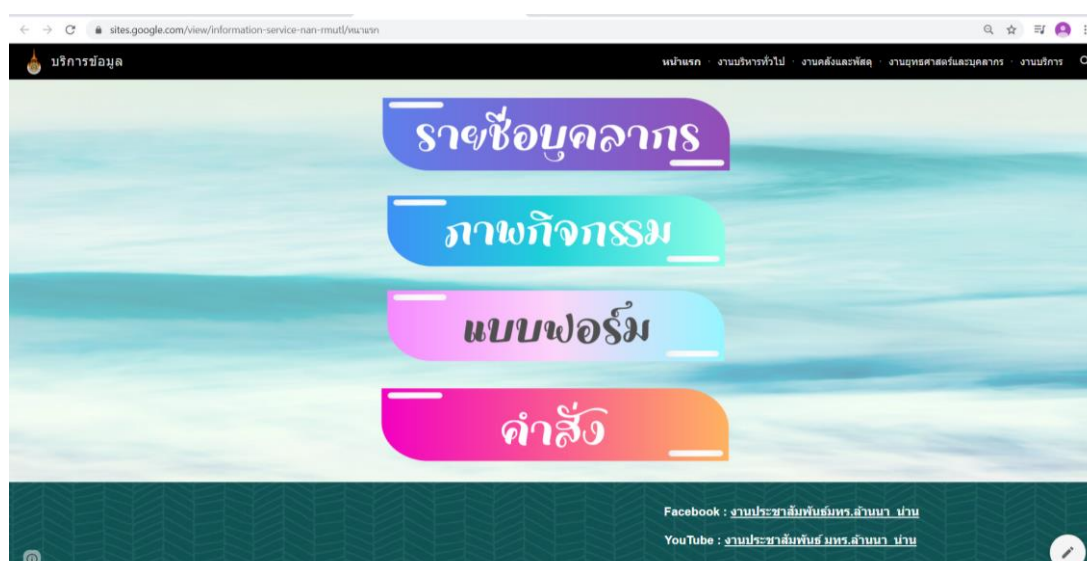 sites.google.com/view/information-service-nan-rmutl/หน้าแรก
บริการข้อมูล
หน้าแรก งานบริหารทั่วไป งานคลังและพัสดุ งานยุทธศาสตร์และบุคลากร งานบริการ
รายชื่อบุคลากร
ภาพกิจกรรม
แบบฟอร์ม
คำสั่ง
Facebook : งานประชาสัมพันธ์มทร.ล้านนา น่าน
YouTube : งานประชาสัมพันธ์ มทร.ล้านนา น่าน